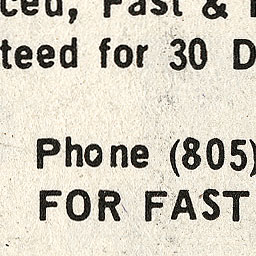 ced, Fast &
teed for 30 D
Phone (805)
FOR FAST